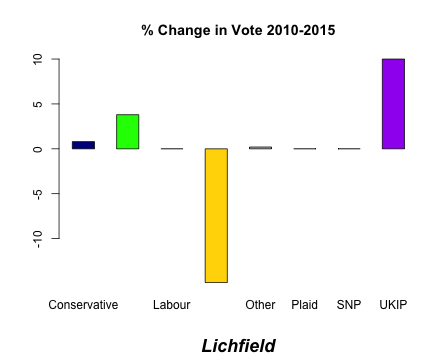 % Change in Vote 2010-2015
10
5
0
-5
-10
Conservative Labour Other Plaid SNP UKIP
Lichfield